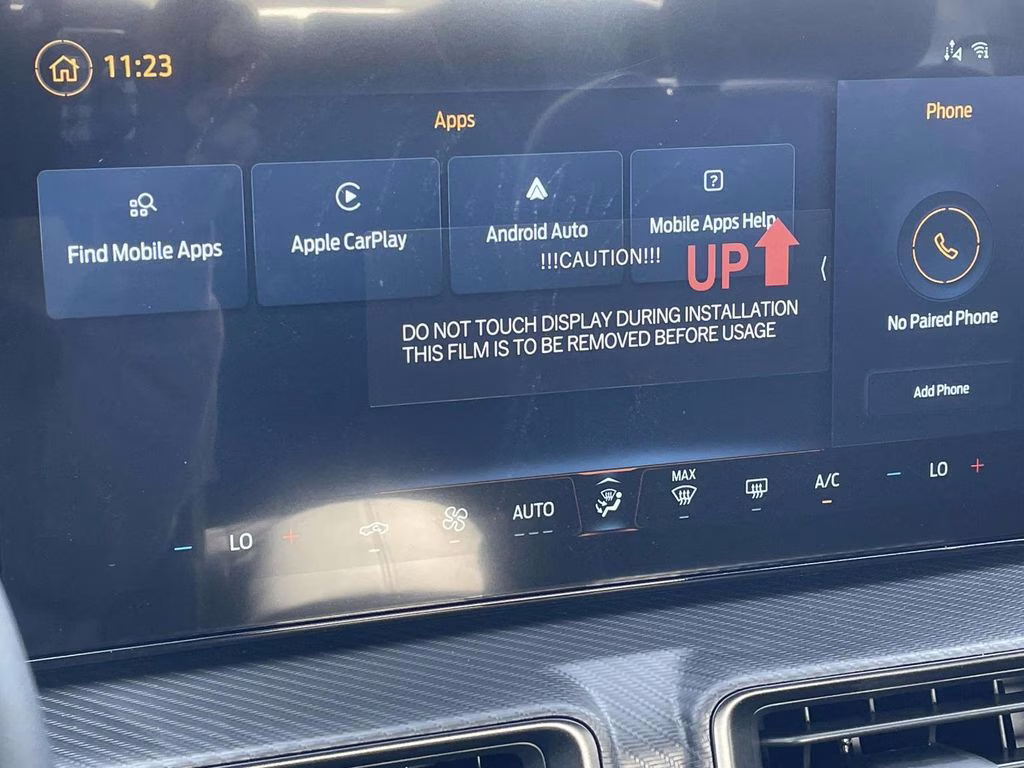 11:23
Apps
Phone
Find Mobile Apps
Apple CarPlay
Android Auto
Mobile Apps Help
!!!CAUTION!!!
UP
DO NOT TOUCH DISPLAY DURING INSTALLATION
THIS FILM IS TO BE REMOVED BEFORE USAGE
No Paired Phone
Add Phone
LO
AUTO
MAX
A/C
LO